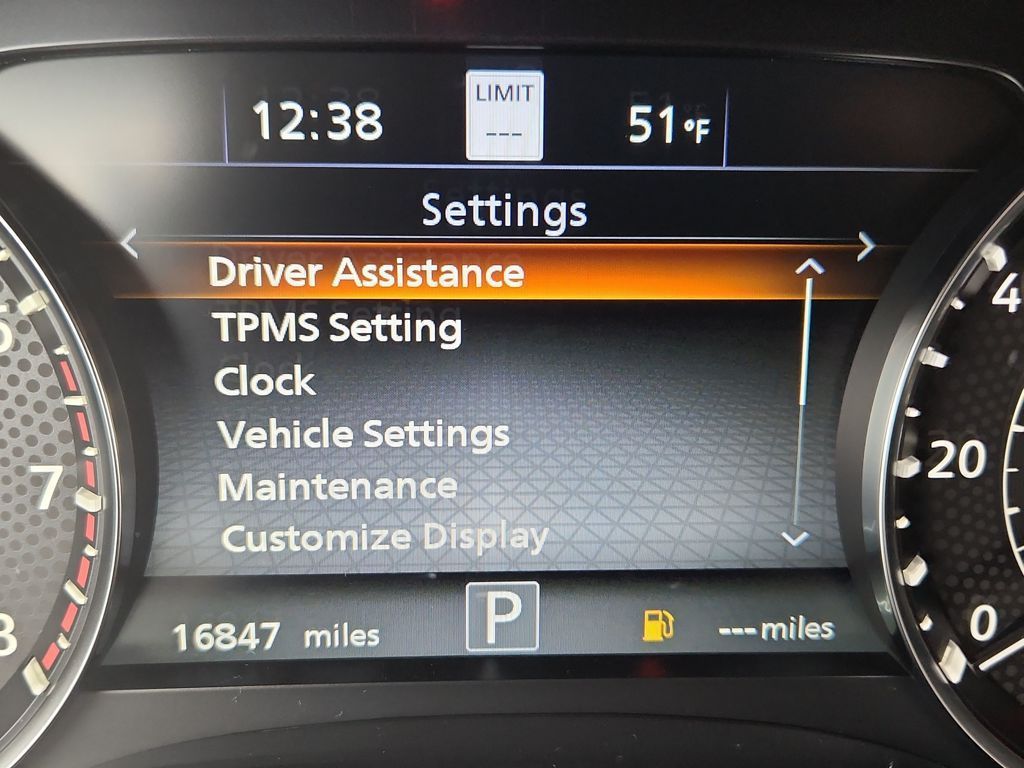 12:38 LIMIT --- 51°F
Settings
Driver Assistance
TPMS Setting
Clock
Vehicle Settings
Maintenance
Customize Display
16847 miles P ---miles
7
4
20
0